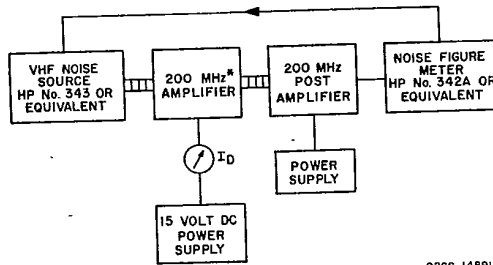 VHF NOISE
SOURCE
HP No. 343 OR
EQUIVALENT
200 MHz*
AMPLIFIER
200 MHz
POST
AMPLIFIER
NOISE FIGURE
METER
HP No. 342A OR
EQUIVALENT
ID
POWER
SUPPLY
15 VOLT DC
POWER
SUPPLY